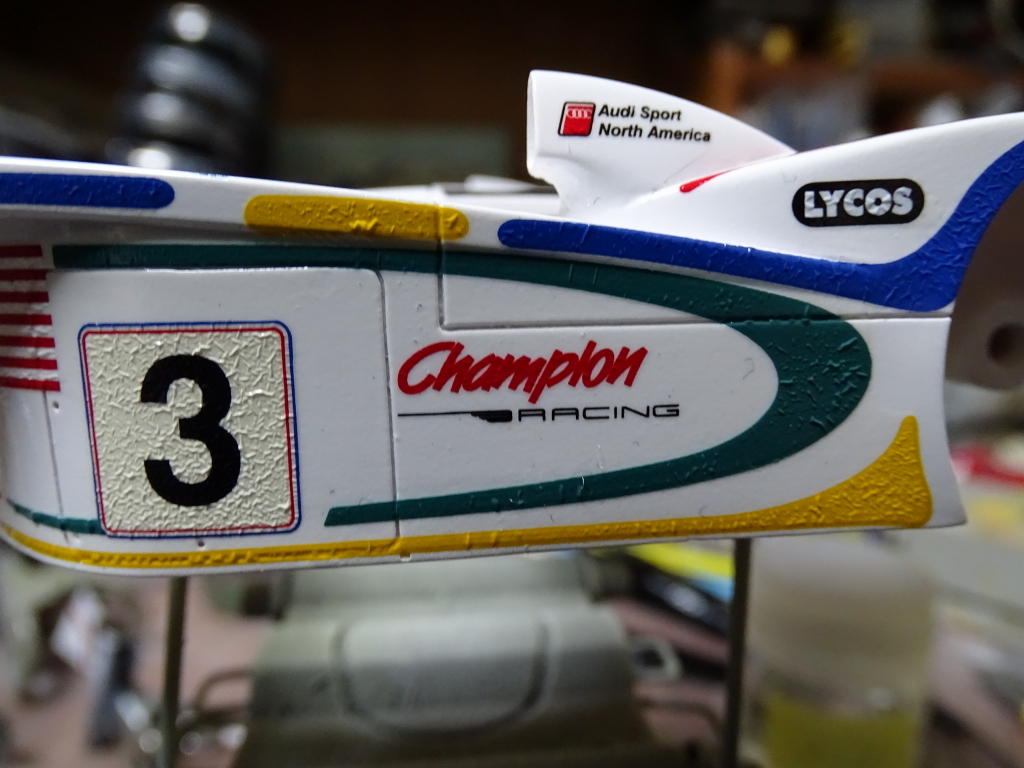 Audi Sport
North America
LYCOS
3
Champion
RACING